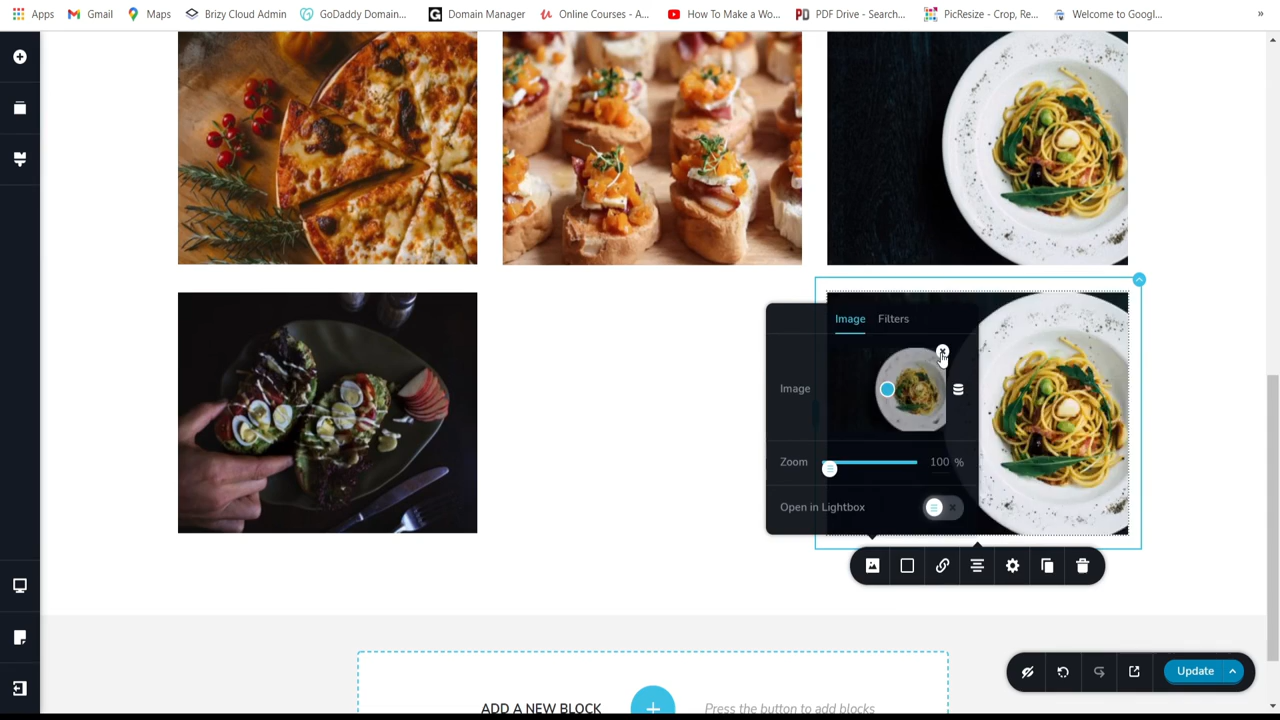 Apps Gmail Maps Brizy Cloud Admin GoDaddy Domain... Domain Manager Online Courses - A... How To Make a Wo... PDF Drive - Search... PicResize - Crop, Re... Welcome to Googl... »
Image Filters
Image
Zoom 100 %
Open in Lightbox
Update
ADD A NEW BLOCK Press the button to add blocks